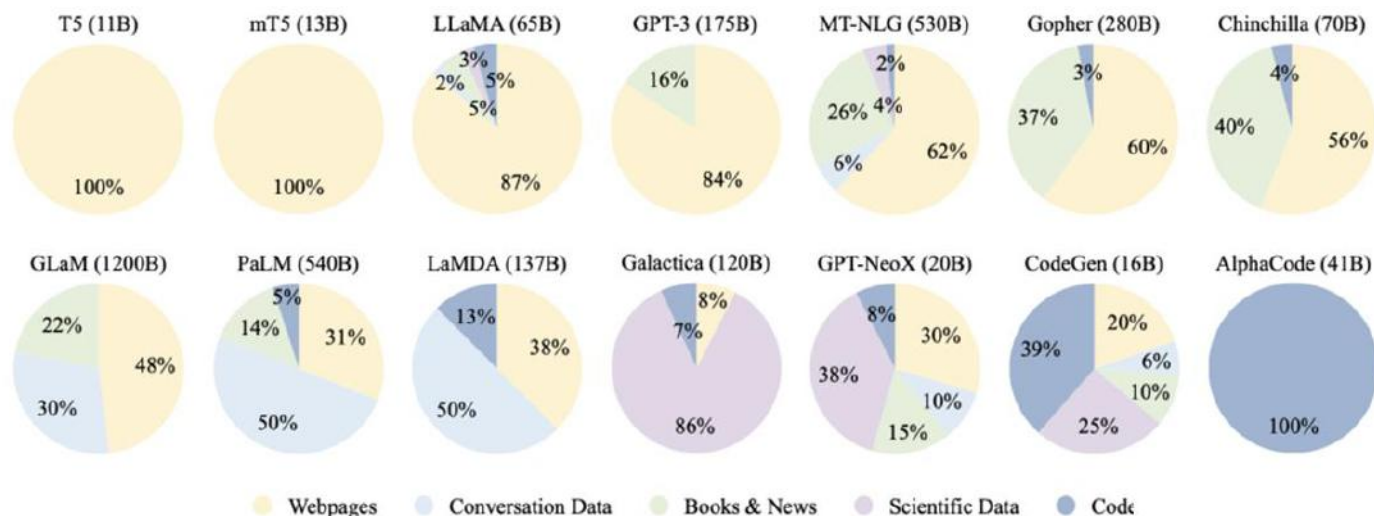 T5 (11B) mT5 (13B) LLaMA (65B) GPT-3 (175B) MT-NLG (530B) Gopher (280B) Chinchilla (70B)
100% 100% 3% 2% 5% 5% 87% 16% 84% 2% 4% 26% 6% 62% 3% 37% 60% 4% 40% 56%
GLaM (1200B) PaLM (540B) LaMDA (137B) Galactica (120B) GPT-NeoX (20B) CodeGen (16B) AlphaCode (41B)
22% 48% 30% 5% 14% 31% 50% 13% 38% 50% 8% 7% 86% 8% 30% 38% 10% 15% 20% 39% 6% 10% 25% 100%
Webpages Conversation Data Books & News Scientific Data Code